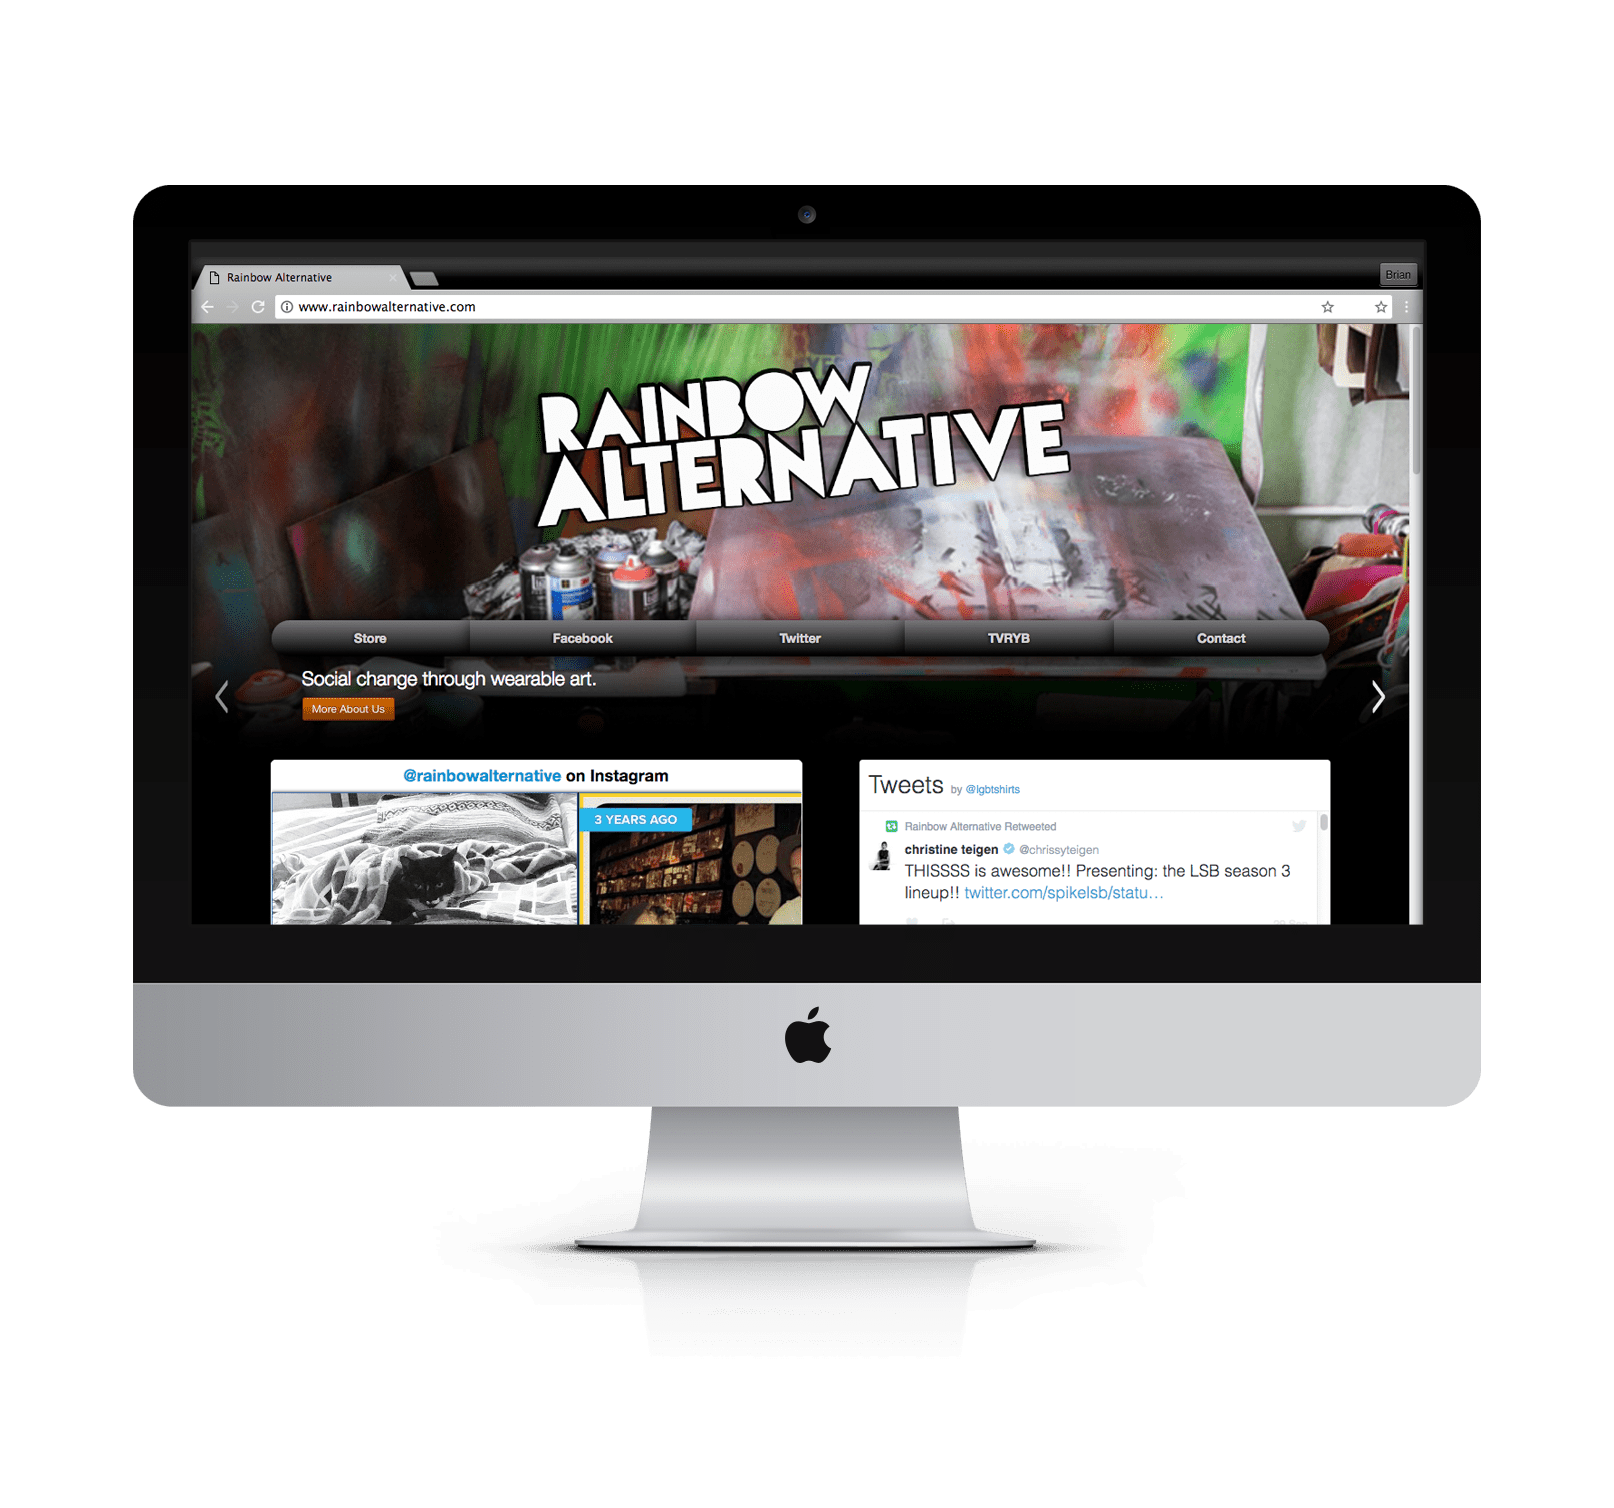 Rainbow Alternative
Brian
www.rainbowalternative.com
RAINBOW
ALTERNATIVE
Store
Facebook
Twitter
TVRYB
Contact
Social change through wearable art.
More About Us
@rainbowalternative on Instagram
3 YEARS AGO
Tweets by @lgbtshirts
Rainbow Alternative Retweeted
christine teigen @chrissyteigen
THISSSS is awesome!! Presenting: the LSB season 3
lineup!! twitter.com/spikelsb/statu…